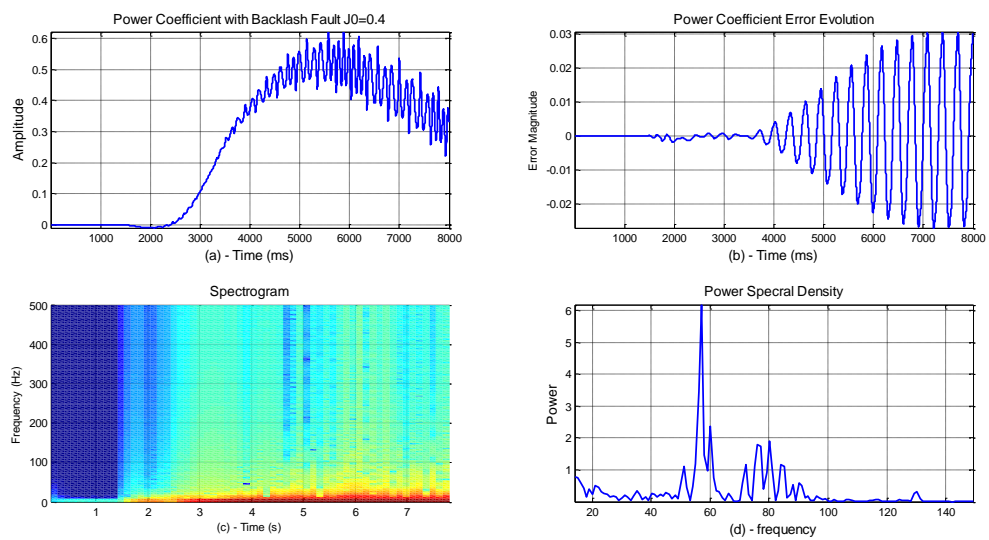 Power Coefficient with Backlash Fault J0=0.4
Amplitude
0.6
0.5
0.4
0.3
0.2
0.1
0
1000 2000 3000 4000 5000 6000 7000 8000
(a) - Time (ms)
Power Coefficient Error Evolution
Error Magnitude
0.03
0.02
0.01
0
-0.01
-0.02
1000 2000 3000 4000 5000 6000 7000 8000
(b) - Time (ms)
Spectrogram
Frequency (Hz)
500
400
300
200
100
0
1 2 3 4 5 6 7
(c) - Time (s)
Power Specral Density
Power
6
5
4
3
2
1
20 40 60 80 100 120 140
(d) - frequency